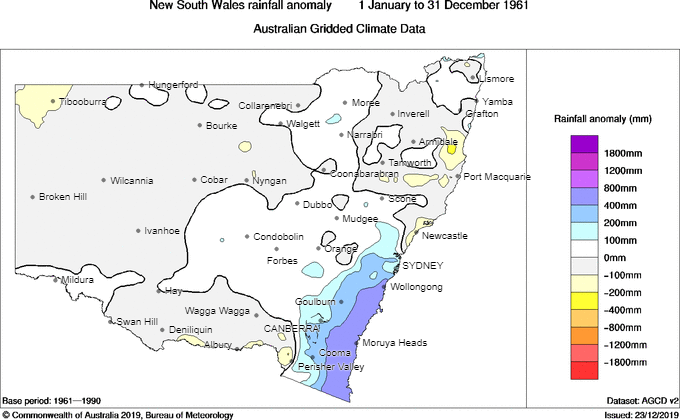 New South Wales rainfall anomaly 1 January to 31 December 1961
Australian Gridded Climate Data
Hungerford
Lismore
Tibooburra
Collarenebri
Moree
Yamba
Inverell
Grafton
Bourke
Walgett
Narrabri
Armidale
Tamworth
Coonabarabran
Port Macquarie
Broken Hill
Wilcannia
Cobar
Nyngan
Dubbo
Scone
Mudgee
Ivanhoe
Condobolin
Newcastle
Orange
Forbes
SYDNEY
Mildura
Hay
Wollongong
Goulburn
Wagga Wagga
Swan Hill
Deniliquin
CANBERRA
Albury
Moruya Heads
Cooma
Perisher Valley
Rainfall anomaly (mm)
1800mm
1200mm
800mm
400mm
200mm
100mm
0mm
−100mm
−200mm
−400mm
−800mm
−1200mm
−1800mm
Base period: 1961—1990
Dataset: AGCD v2
© Commonwealth of Australia 2019, Bureau of Meteorology
Issued: 23/12/2019